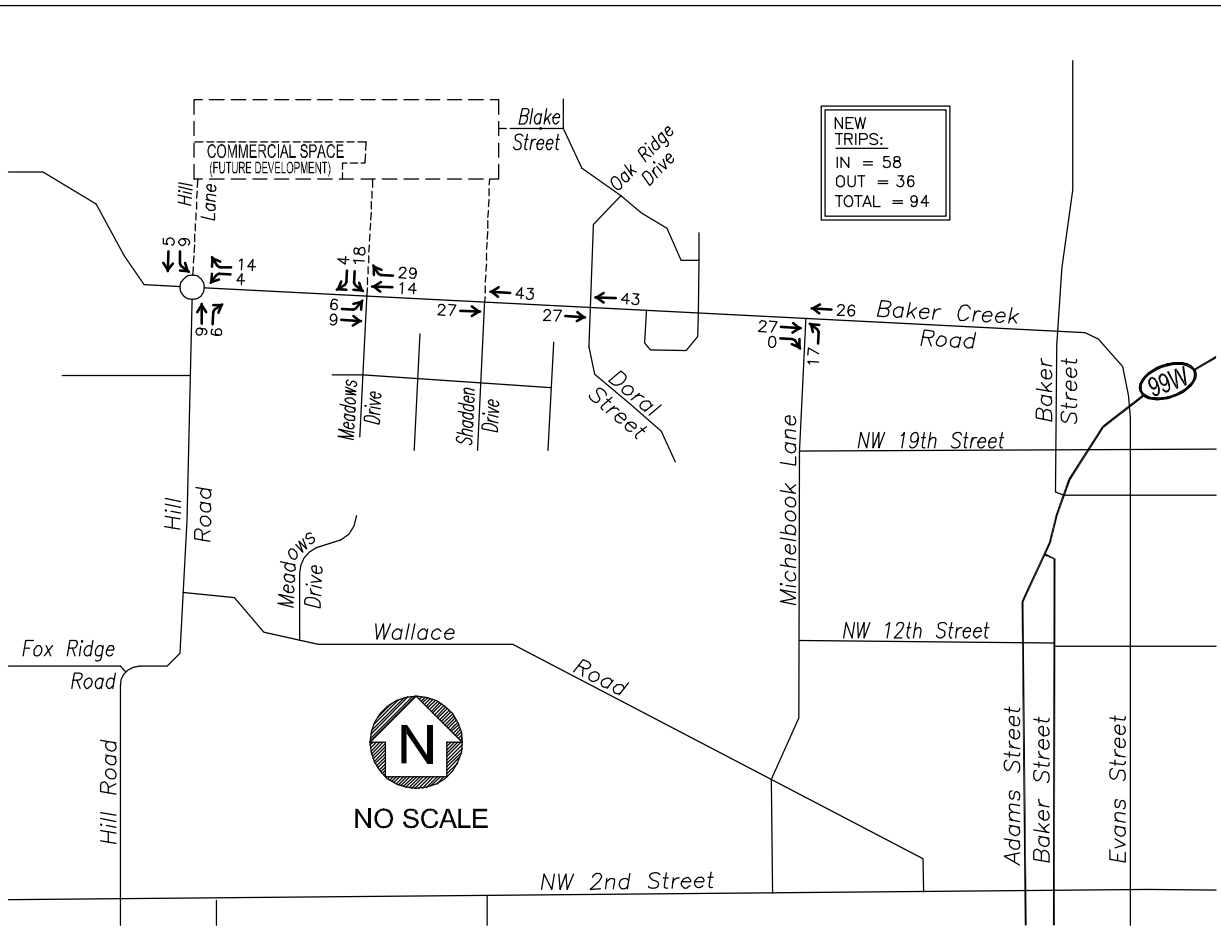 Blake
Street
Oak Ridge
Drive
NEW
TRIPS:
IN = 58
OUT = 36
TOTAL = 94
COMMERCIAL SPACE
(FUTURE DEVELOPMENT)
Hill
Lane
5
9
14
4
9
6
4
18
29
14
6
9
43
27
43
27
26
27
0
17
Baker Creek
Road
Meadows
Drive
Shadden
Drive
Doral
Street
Baker
Street
99W
NW 19th Street
Michelbook Lane
Hill
Road
Meadows
Drive
Wallace
Road
NW 12th Street
Fox Ridge
Road
Hill Road
N
NO SCALE
Adams Street
Baker Street
Evans Street
NW 2nd Street